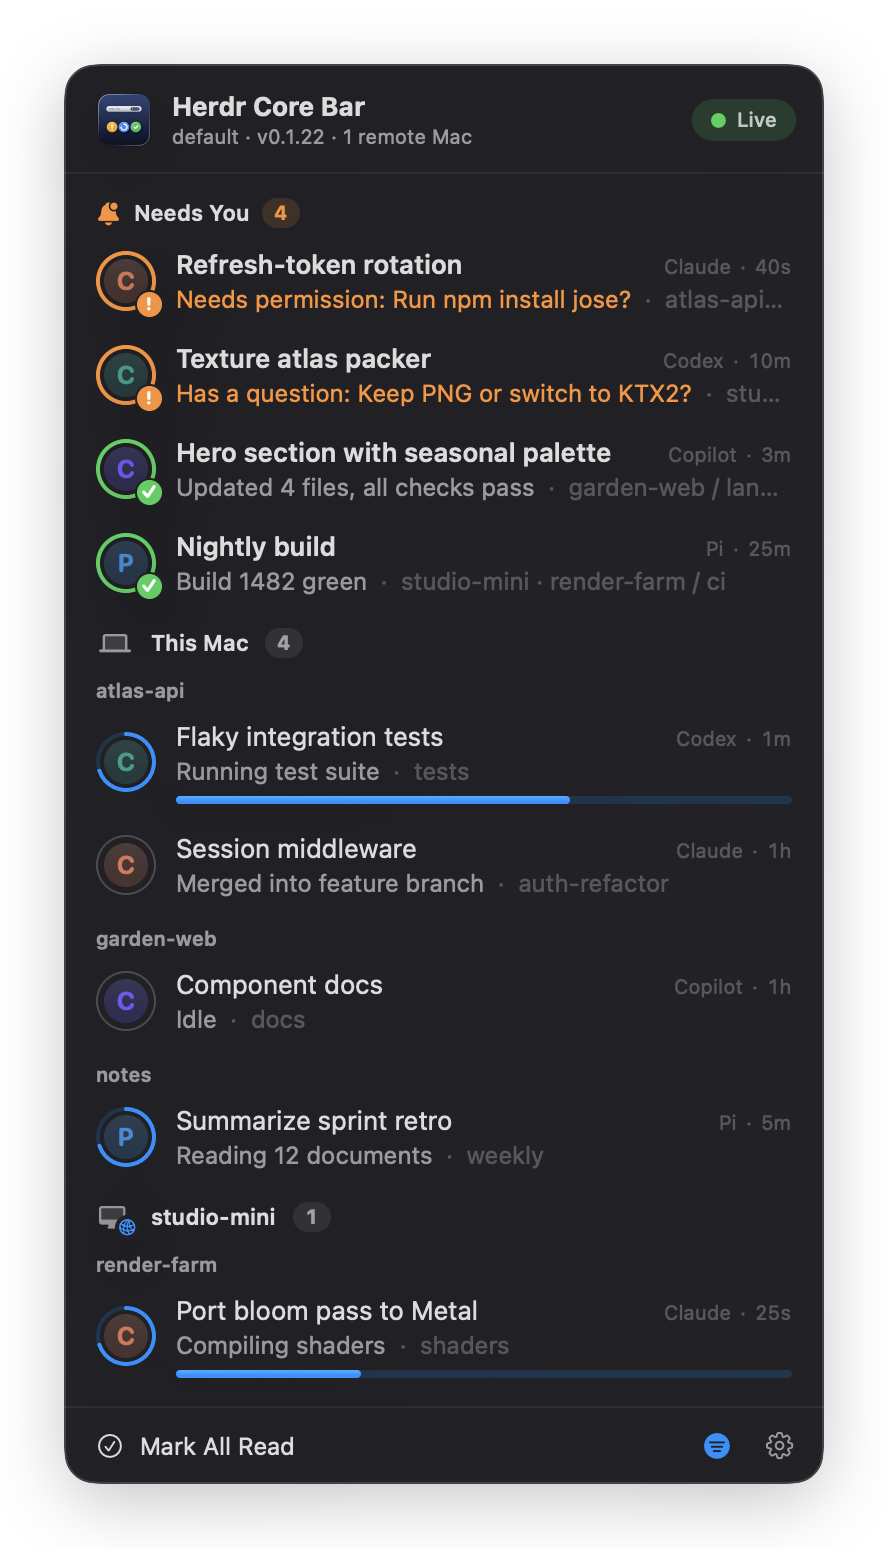 Herdr Core Bar
default · v0.1.22 · 1 remote Mac
Live
Needs You 4
C
Refresh-token rotation
Claude · 40s
Needs permission: Run npm install jose? · atlas-api...
C
Texture atlas packer
Codex · 10m
Has a question: Keep PNG or switch to KTX2? · stu...
C
Hero section with seasonal palette
Copilot · 3m
Updated 4 files, all checks pass · garden-web / lan...
P
Nightly build
Pi · 25m
Build 1482 green · studio-mini · render-farm / ci
This Mac 4
atlas-api
C
Flaky integration tests
Codex · 1m
Running test suite · tests
C
Session middleware
Claude · 1h
Merged into feature branch · auth-refactor
garden-web
C
Component docs
Copilot · 1h
Idle · docs
notes
P
Summarize sprint retro
Pi · 5m
Reading 12 documents · weekly
studio-mini 1
render-farm
C
Port bloom pass to Metal
Claude · 25s
Compiling shaders · shaders
Mark All Read